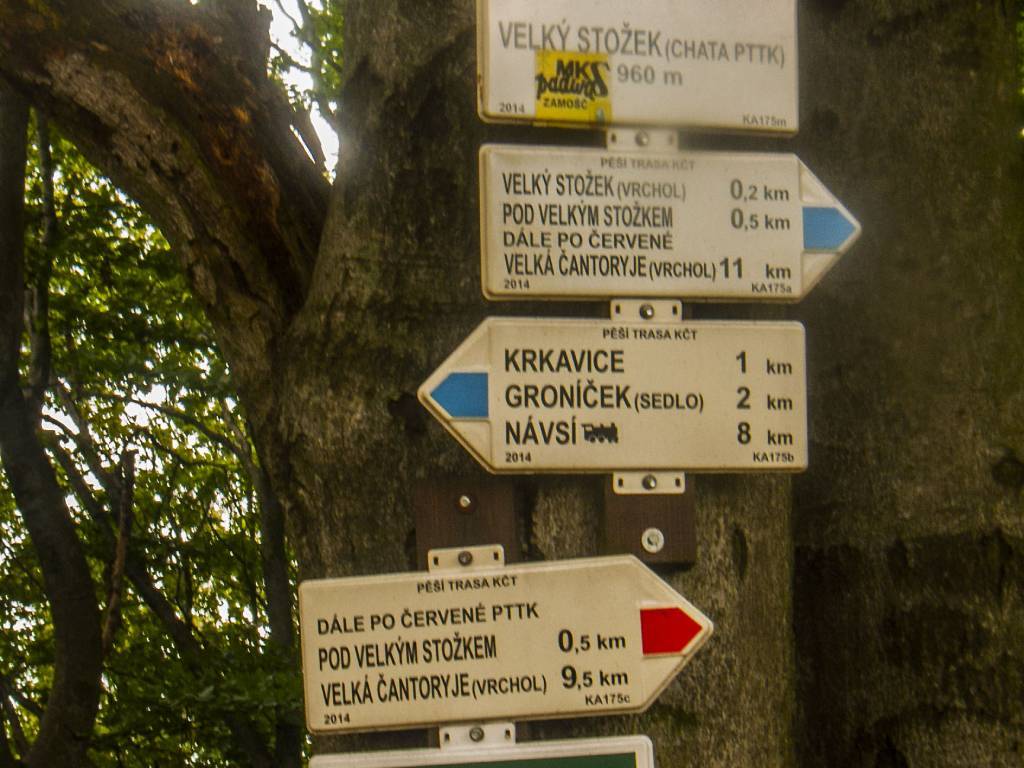 VELKÝ STOŽEK (CHATA PTTK)
960 m
MKS
padwa
ZAMOŚĆ
2014 KA175m
PĚŠÍ TRASA KČT
VELKÝ STOŽEK (VRCHOL) 0,2 km
POD VELKÝM STOŽKEM 0,5 km
DÁLE PO ČERVENÉ
VELKÁ ČANTORYJE (VRCHOL) 11 km
2014 KA175a
PĚŠÍ TRASA KČT
KRKAVICE 1 km
GRONÍČEK (SEDLO) 2 km
NÁVSÍ 8 km
2014 KA175b
PĚŠÍ TRASA KČT
DÁLE PO ČERVENÉ PTTK
POD VELKÝM STOŽKEM 0,5 km
VELKÁ ČANTORYJE (VRCHOL) 9,5 km
2014 KA175c